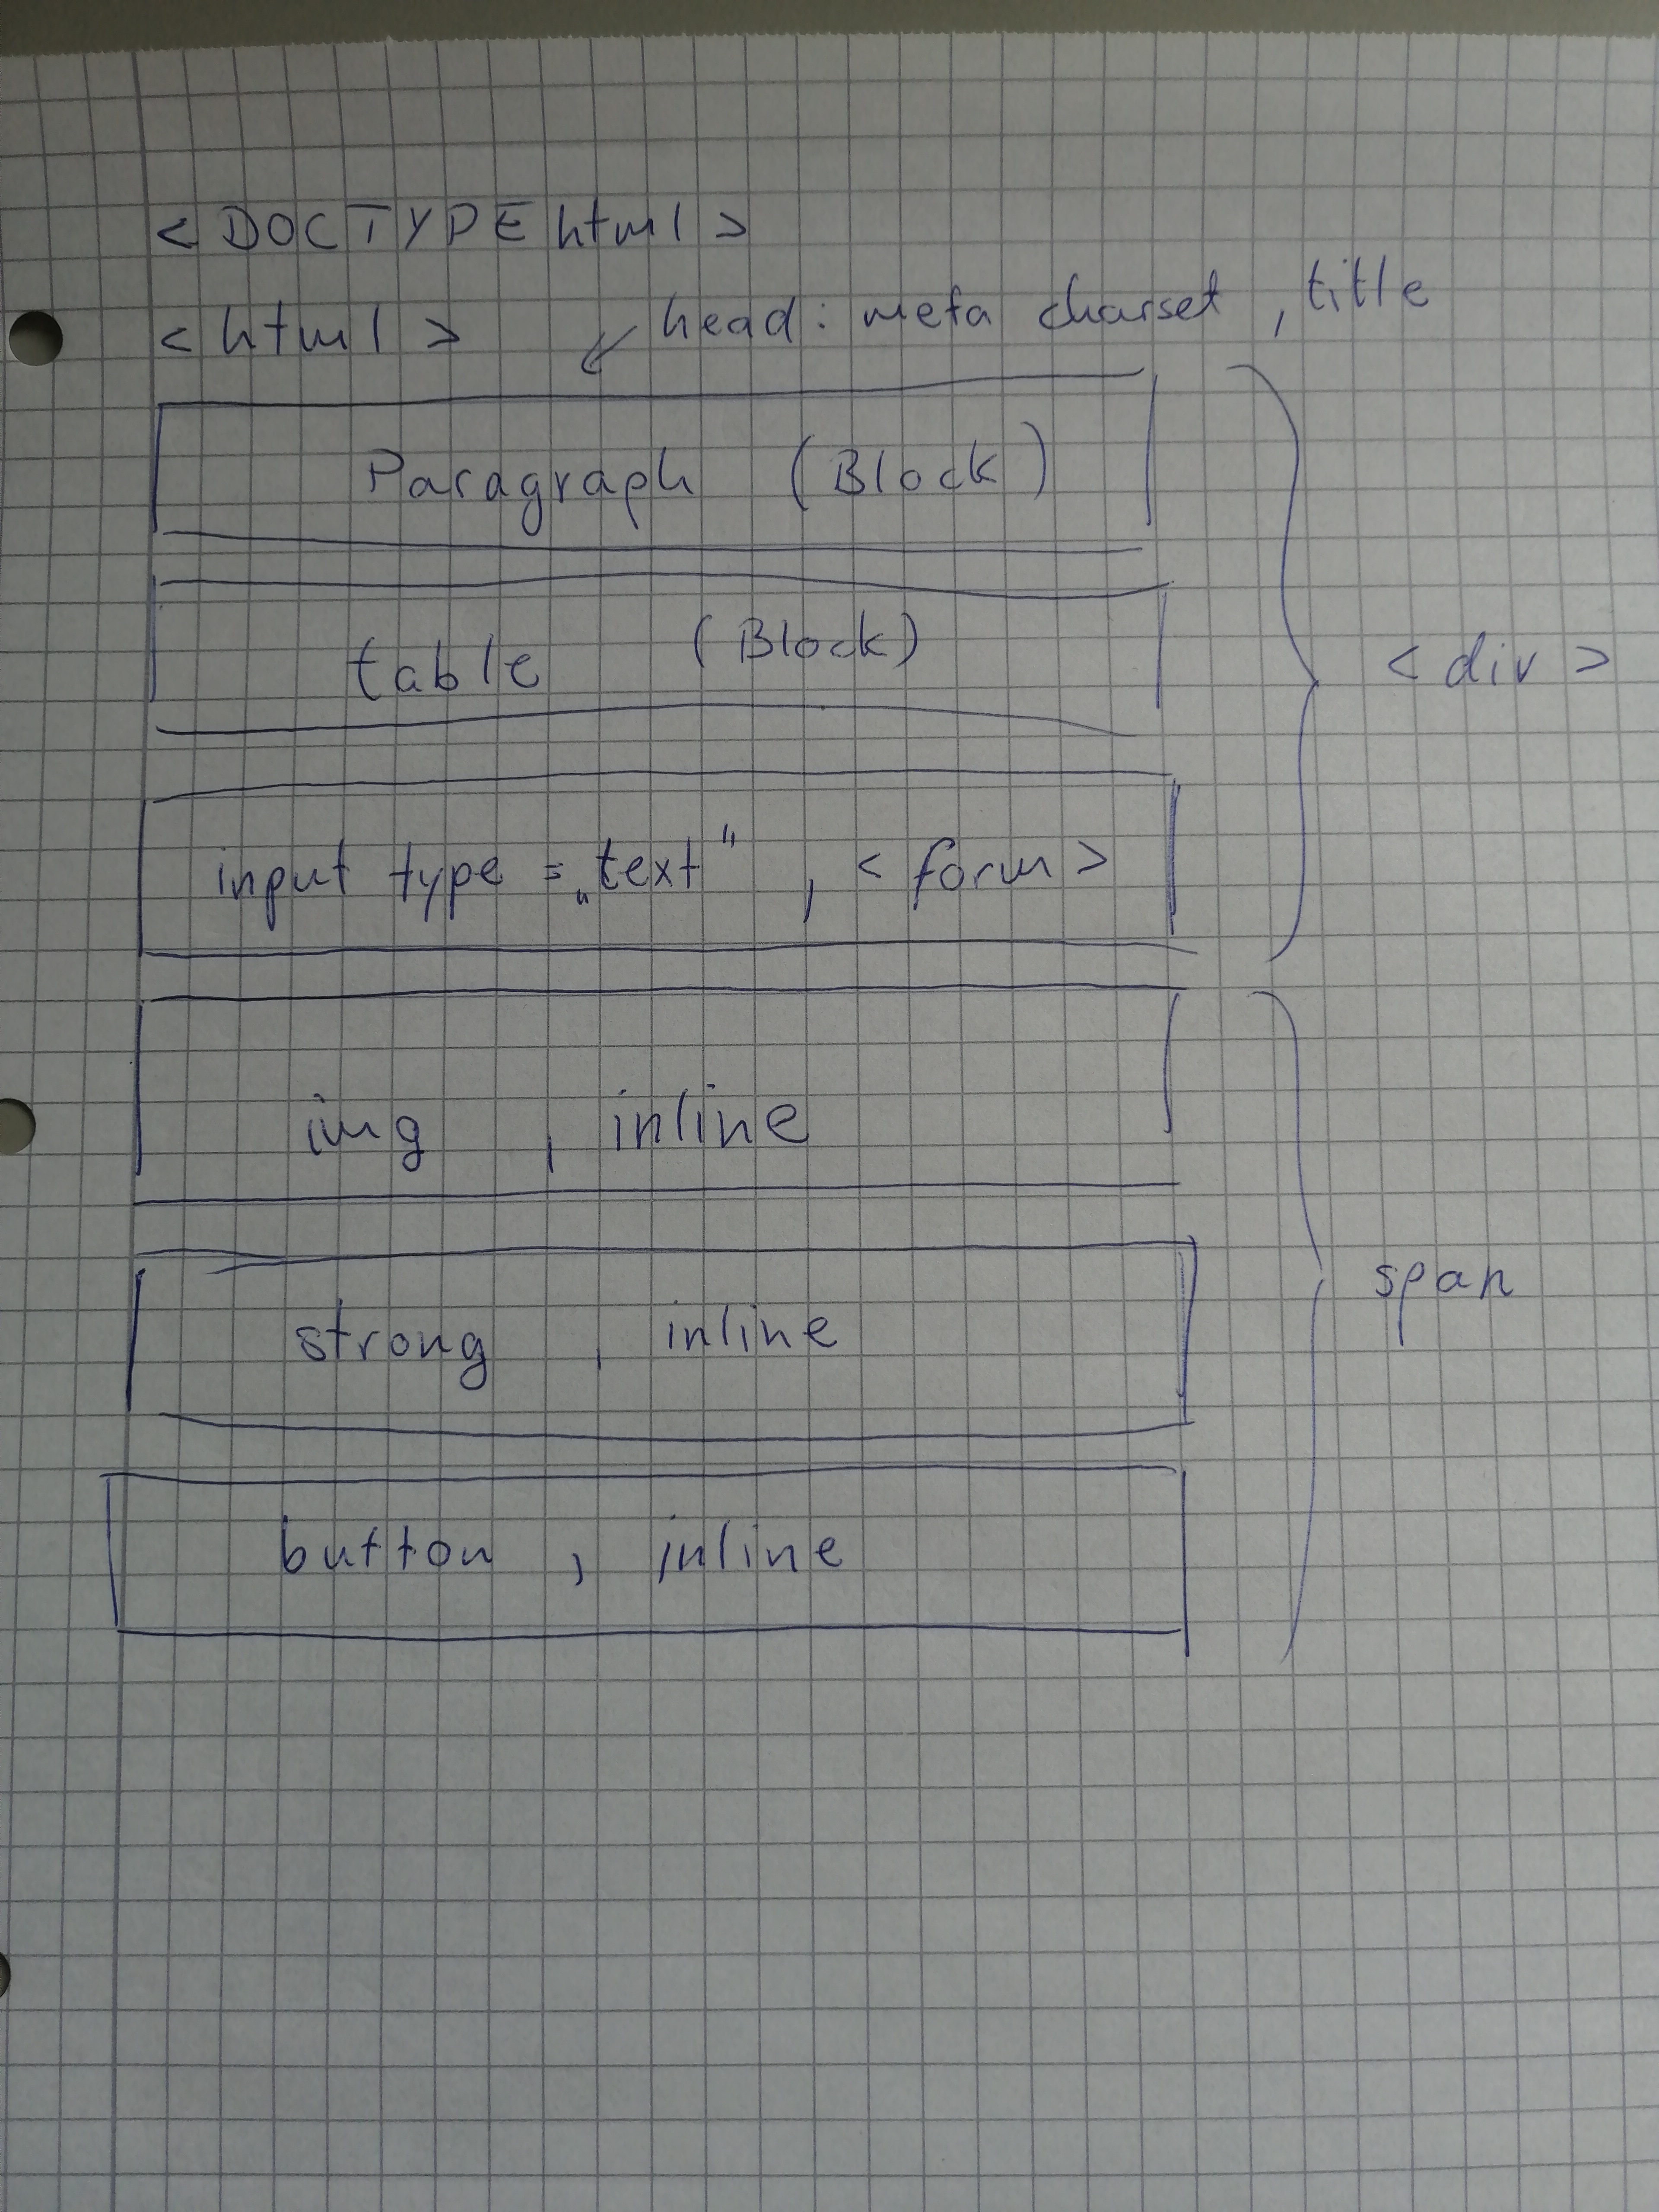 <DOCTYPE html>
<html>
head: meta charset, title
Paragraph (Block)
table (Block)
<div>
input type = „text“, <form>
img, inline
strong, inline
span
button, inline